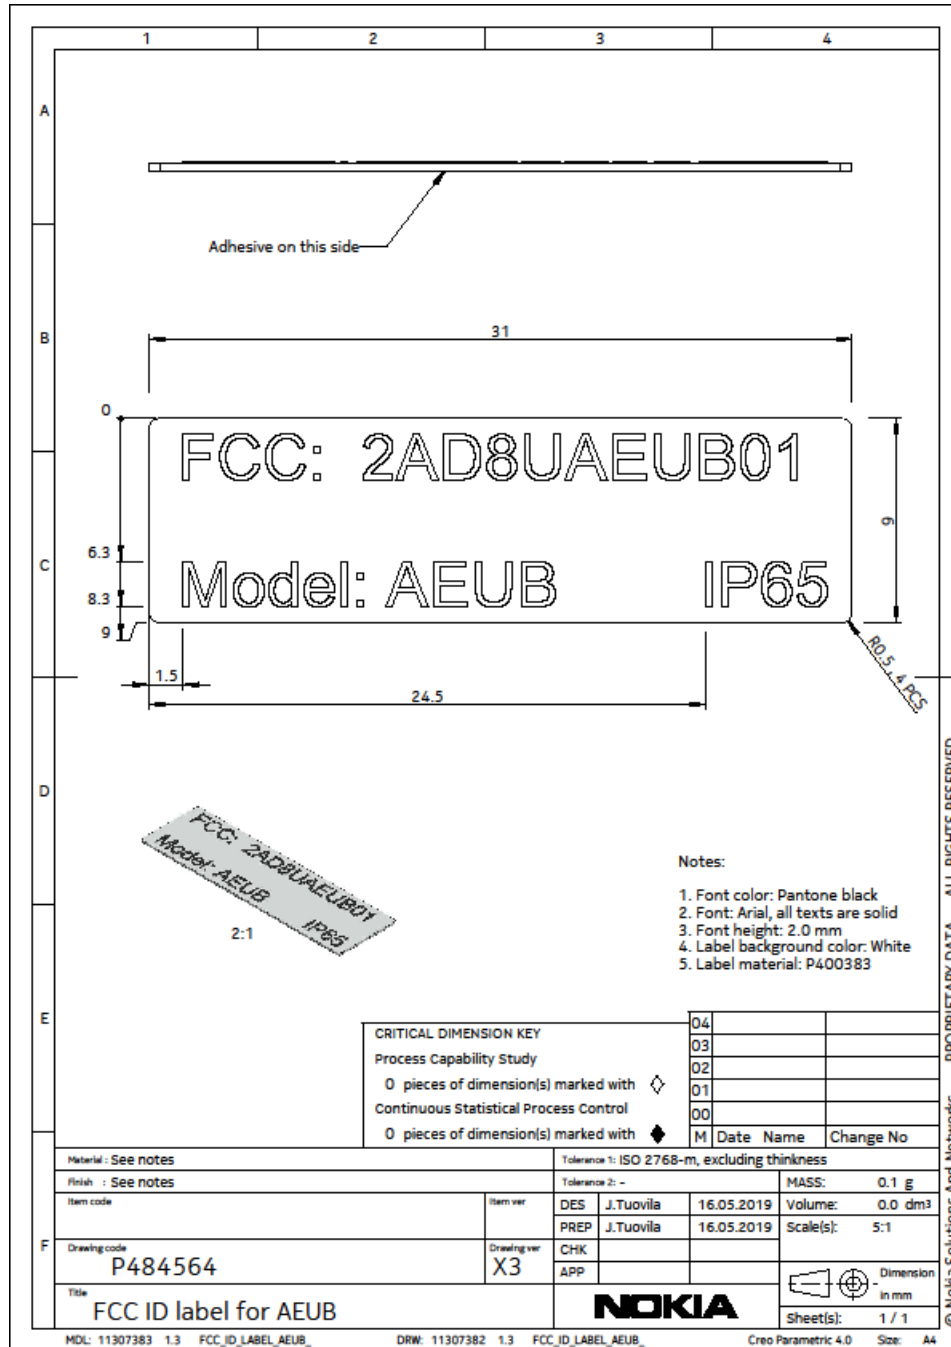 1 2 3 4
A
Adhesive on this side
B
31
0
FCC: 2AD8UAEUB01
9
6.3
C
Model: AEUB IP65
8.3
9
R0.5, 4 PCS
1.5
24.5
D
FCC: 2AD8UAEUB01
Model: AEUB IP65
2:1
Notes:
1. Font color: Pantone black
2. Font: Arial, all texts are solid
3. Font height: 2.0 mm
4. Label background color: White
5. Label material: P400383
© Nokia Solutions And Networks PROPRIETARY DATA ALL RIGHTS RESERVED
E
CRITICAL DIMENSION KEY
Process Capability Study
0 pieces of dimension(s) marked with
Continuous Statistical Process Control
0 pieces of dimension(s) marked with
04
03
02
01
00
M Date Name Change No
Material : See notes
Tolerance 1: ISO 2768-m, excluding thinkness
Finish : See notes
Tolerance 2: -
MASS: 0.1 g
Item code Item ver
DES J.Tuovila 16.05.2019
Volume: 0.0 dm³
PREP J.Tuovila 16.05.2019
Scale(s): 5:1
F
Drawing code
P484564
Drawing ver
X3
CHK
APP
Dimension
in mm
Title
FCC ID label for AEUB
NOKIA
Sheet(s): 1 / 1
MDL: 11307383 1.3 FCC_ID_LABEL_AEUB_ DRW: 11307382 1.3 FCC_ID_LABEL_AEUB_ Creo Parametric 4.0 Size: A4